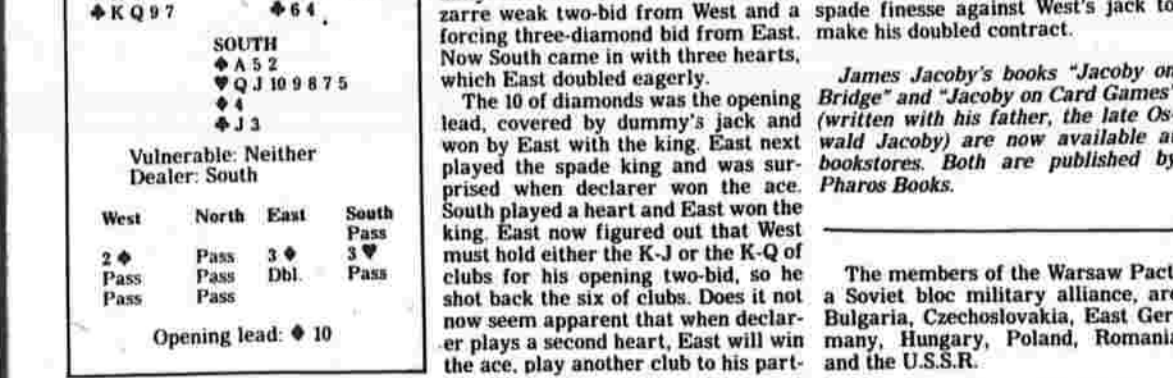 ♣ K Q 9 7 ♣ 6 4
SOUTH
♠ A 5 2
♥ Q J 10 9 8 7 5
♦ 4
♣ J 3
Vulnerable: Neither
Dealer: South
West North East South
Pass
2 ♠ Pass 3 ♦ 3 ♥
Pass Pass Dbl. Pass
Pass Pass
Opening lead: ♦ 10
zarre weak two-bid from West and a
forcing three-diamond bid from East.
Now South came in with three hearts,
which East doubled eagerly.
The 10 of diamonds was the opening
lead, covered by dummy's jack and
won by East with the king. East next
played the spade king and was sur-
prised when declarer won the ace.
South played a heart and East won the
king. East now figured out that West
must hold either the K-J or the K-Q of
clubs for his opening two-bid, so he
shot back the six of clubs. Does it not
now seem apparent that when declar-
er plays a second heart, East will win
the ace, play another club to his part-
spade finesse against West's jack to
make his doubled contract.
James Jacoby's books "Jacoby on
Bridge" and "Jacoby on Card Games"
(written with his father, the late Os-
wald Jacoby) are now available at
bookstores. Both are published by
Pharos Books.
The members of the Warsaw Pact,
a Soviet bloc military alliance, are
Bulgaria, Czechoslovakia, East Ger-
many, Hungary, Poland, Romania
and the U.S.S.R.